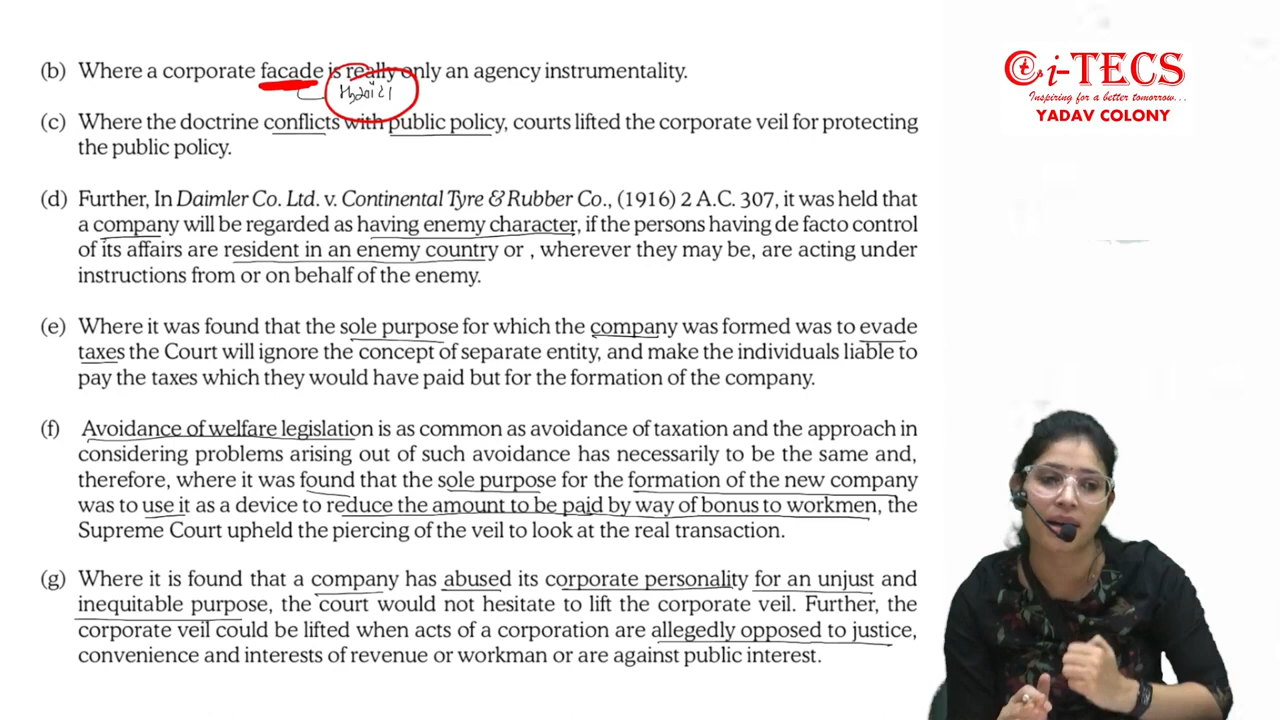 (b) Where a corporate facade is really only an agency instrumentality.
(c) Where the doctrine conflicts with public policy, courts lifted the corporate veil for protecting
the public policy.
(d) Further, In Daimler Co. Ltd. v. Continental Tyre & Rubber Co., (1916) 2 A.C. 307, it was held that
a company will be regarded as having enemy character, if the persons having de facto control
of its affairs are resident in an enemy country or , wherever they may be, are acting under
instructions from or on behalf of the enemy.
(e) Where it was found that the sole purpose for which the company was formed was to evade
taxes the Court will ignore the concept of separate entity, and make the individuals liable to
pay the taxes which they would have paid but for the formation of the company.
(f) Avoidance of welfare legislation is as common as avoidance of taxation and the approach in
considering problems arising out of such avoidance has necessarily to be the same and,
therefore, where it was found that the sole purpose for the formation of the new company
was to use it as a device to reduce the amount to be paid by way of bonus to workmen, the
Supreme Court upheld the piercing of the veil to look at the real transaction.
(g) Where it is found that a company has abused its corporate personality for an unjust and
inequitable purpose, the court would not hesitate to lift the corporate veil. Further, the
corporate veil could be lifted when acts of a corporation are allegedly opposed to justice,
convenience and interests of revenue or workman or are against public interest.
i-TECS
Inspiring for a better tomorrow...
YADAV COLONY